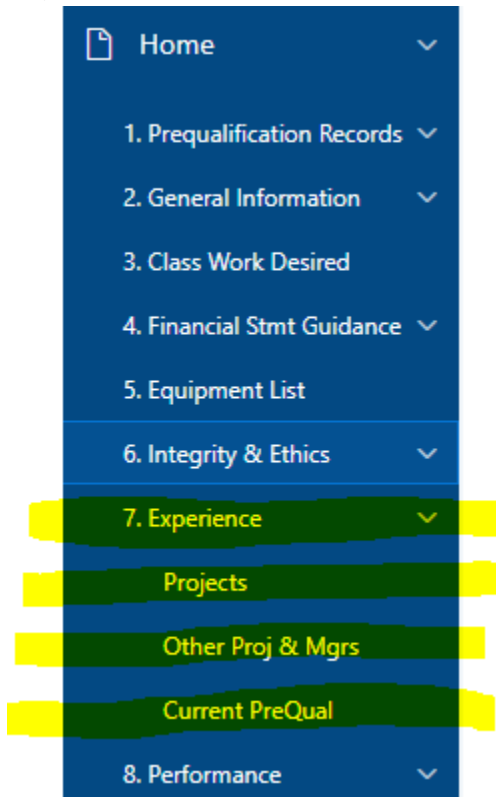 Home
1. Prequalification Records
2. General Information
3. Class Work Desired
4. Financial Stmt Guidance
5. Equipment List
6. Integrity & Ethics
7. Experience
Projects
Other Proj & Mgrs
Current PreQual
8. Performance